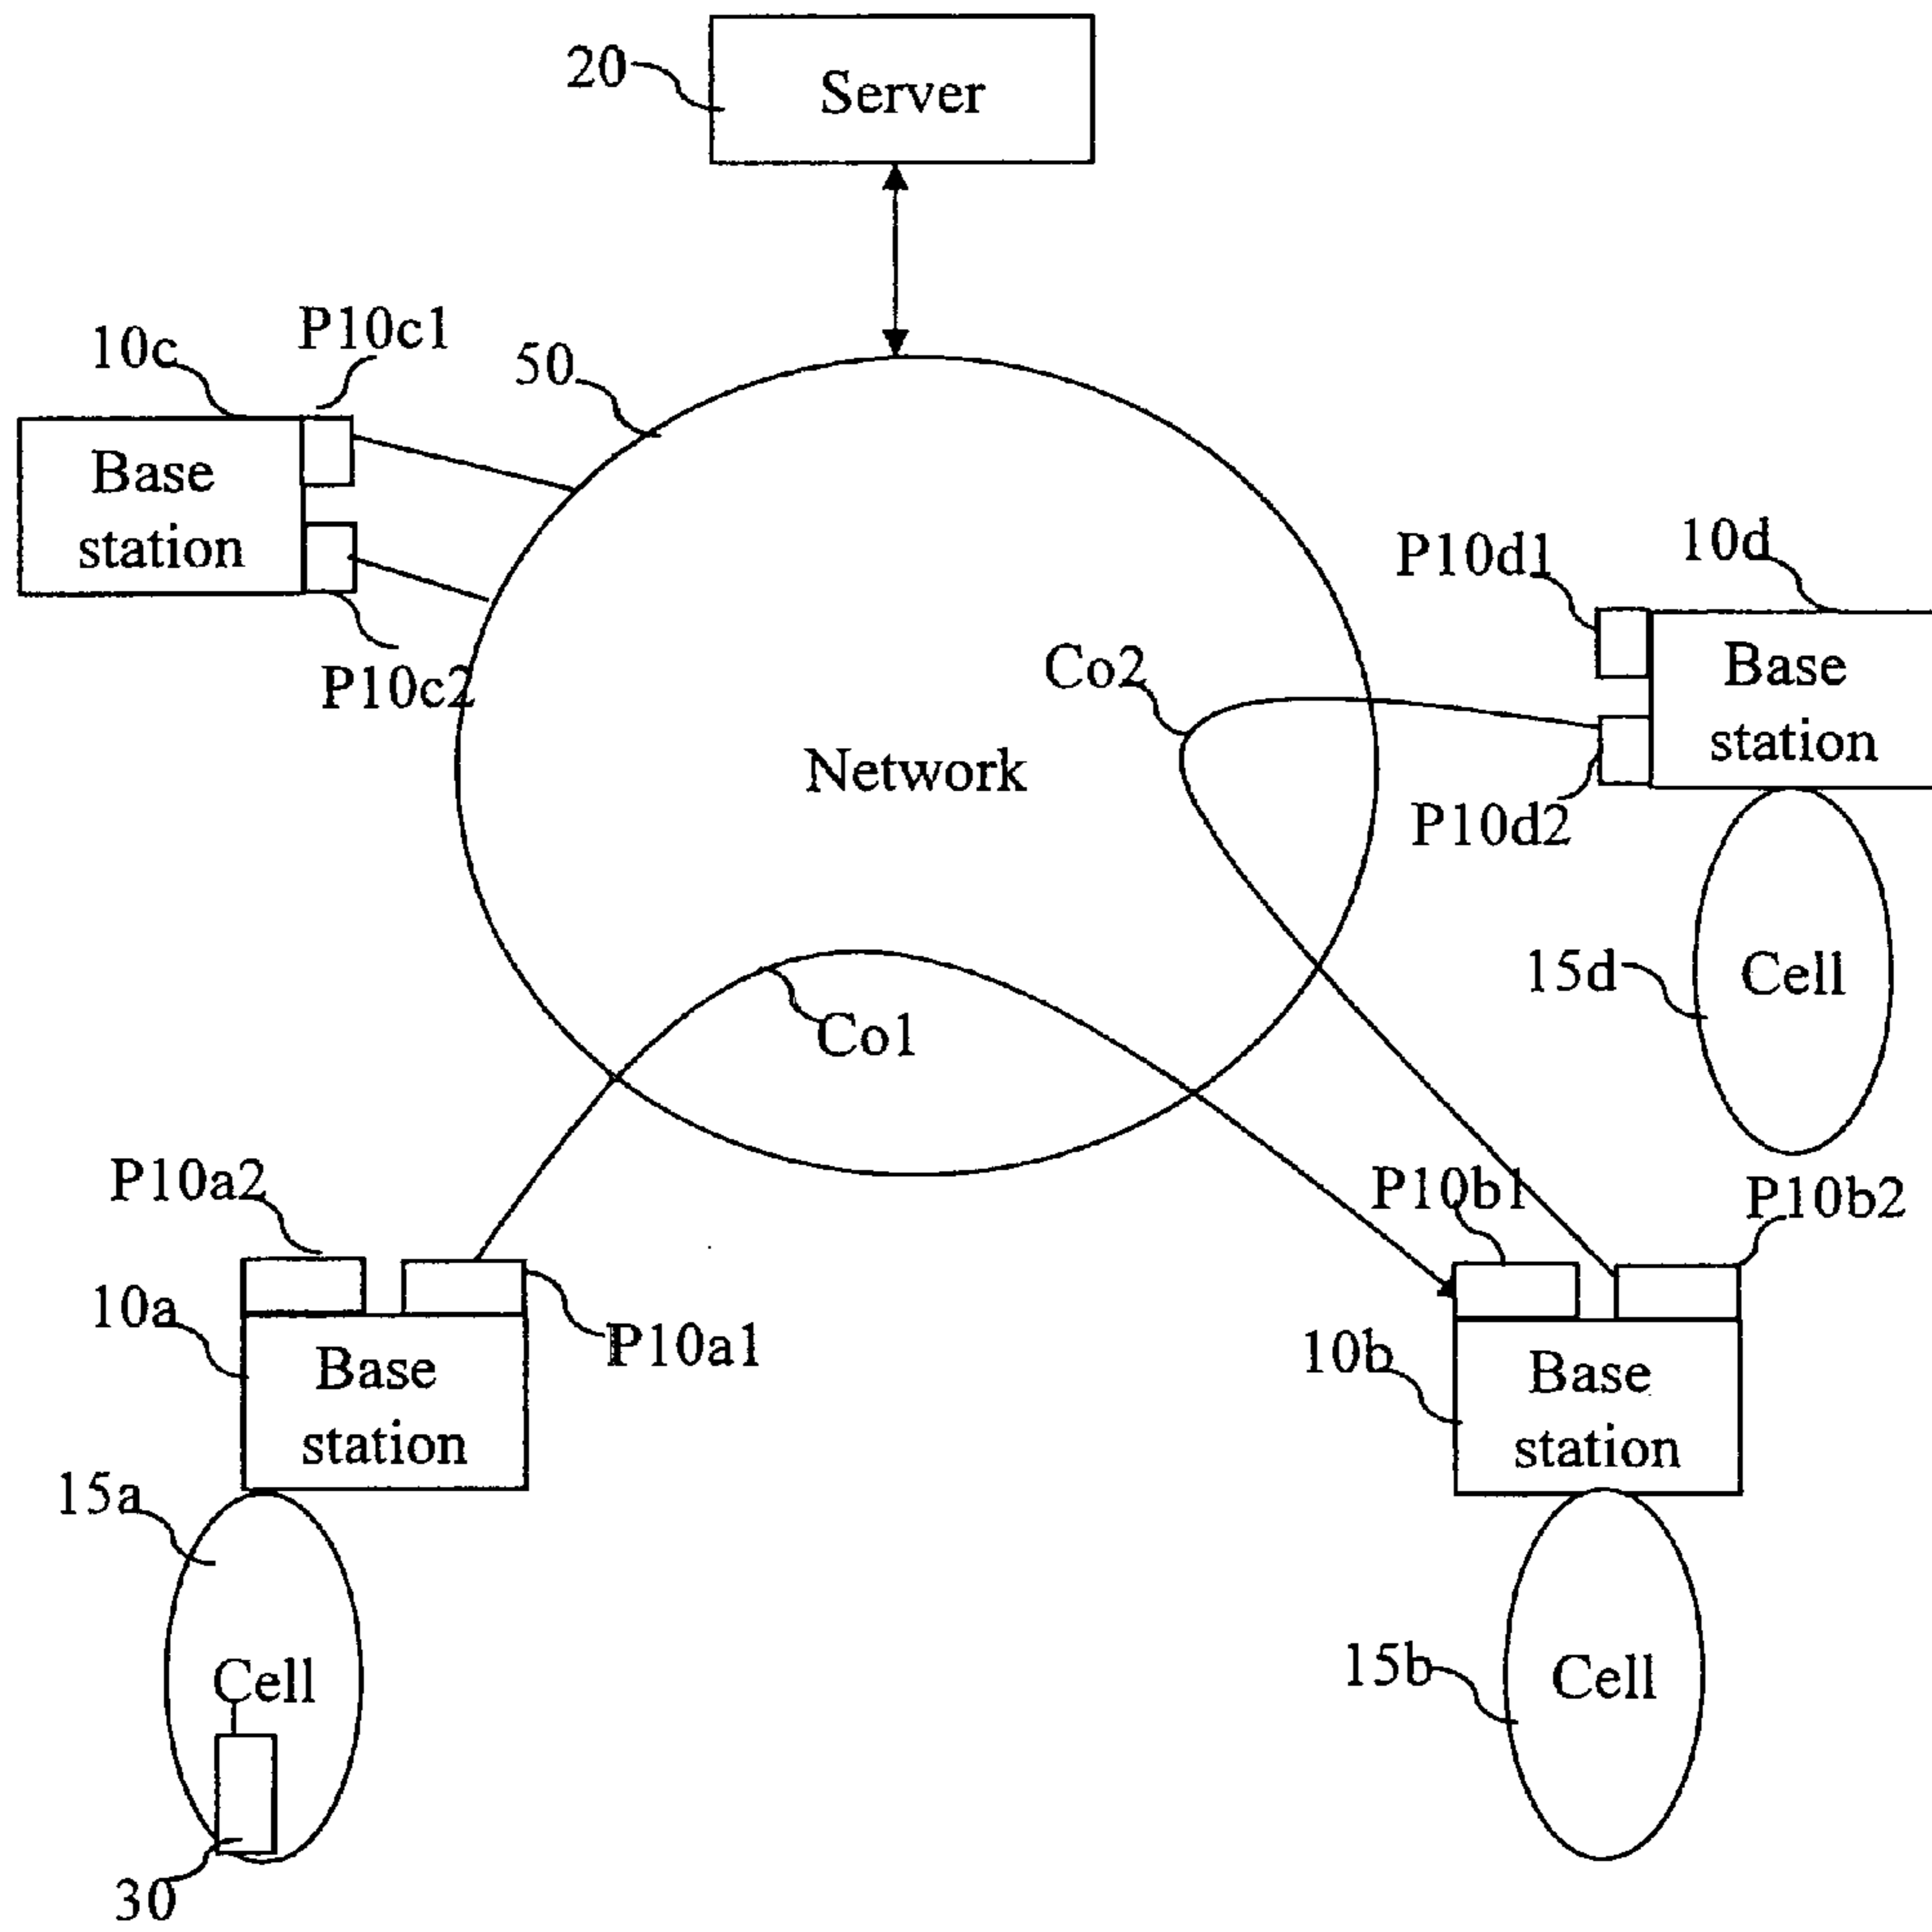 20
Server
10c
P10c1
50
Base
station
P10c2
P10d1
10d
Base
station
Co2
Network
P10d2
15d
Cell
Co1
P10a2
P10b1
P10b2
10a
P10a1
Base
station
10b
Base
station
15a
Cell
15b
Cell
30